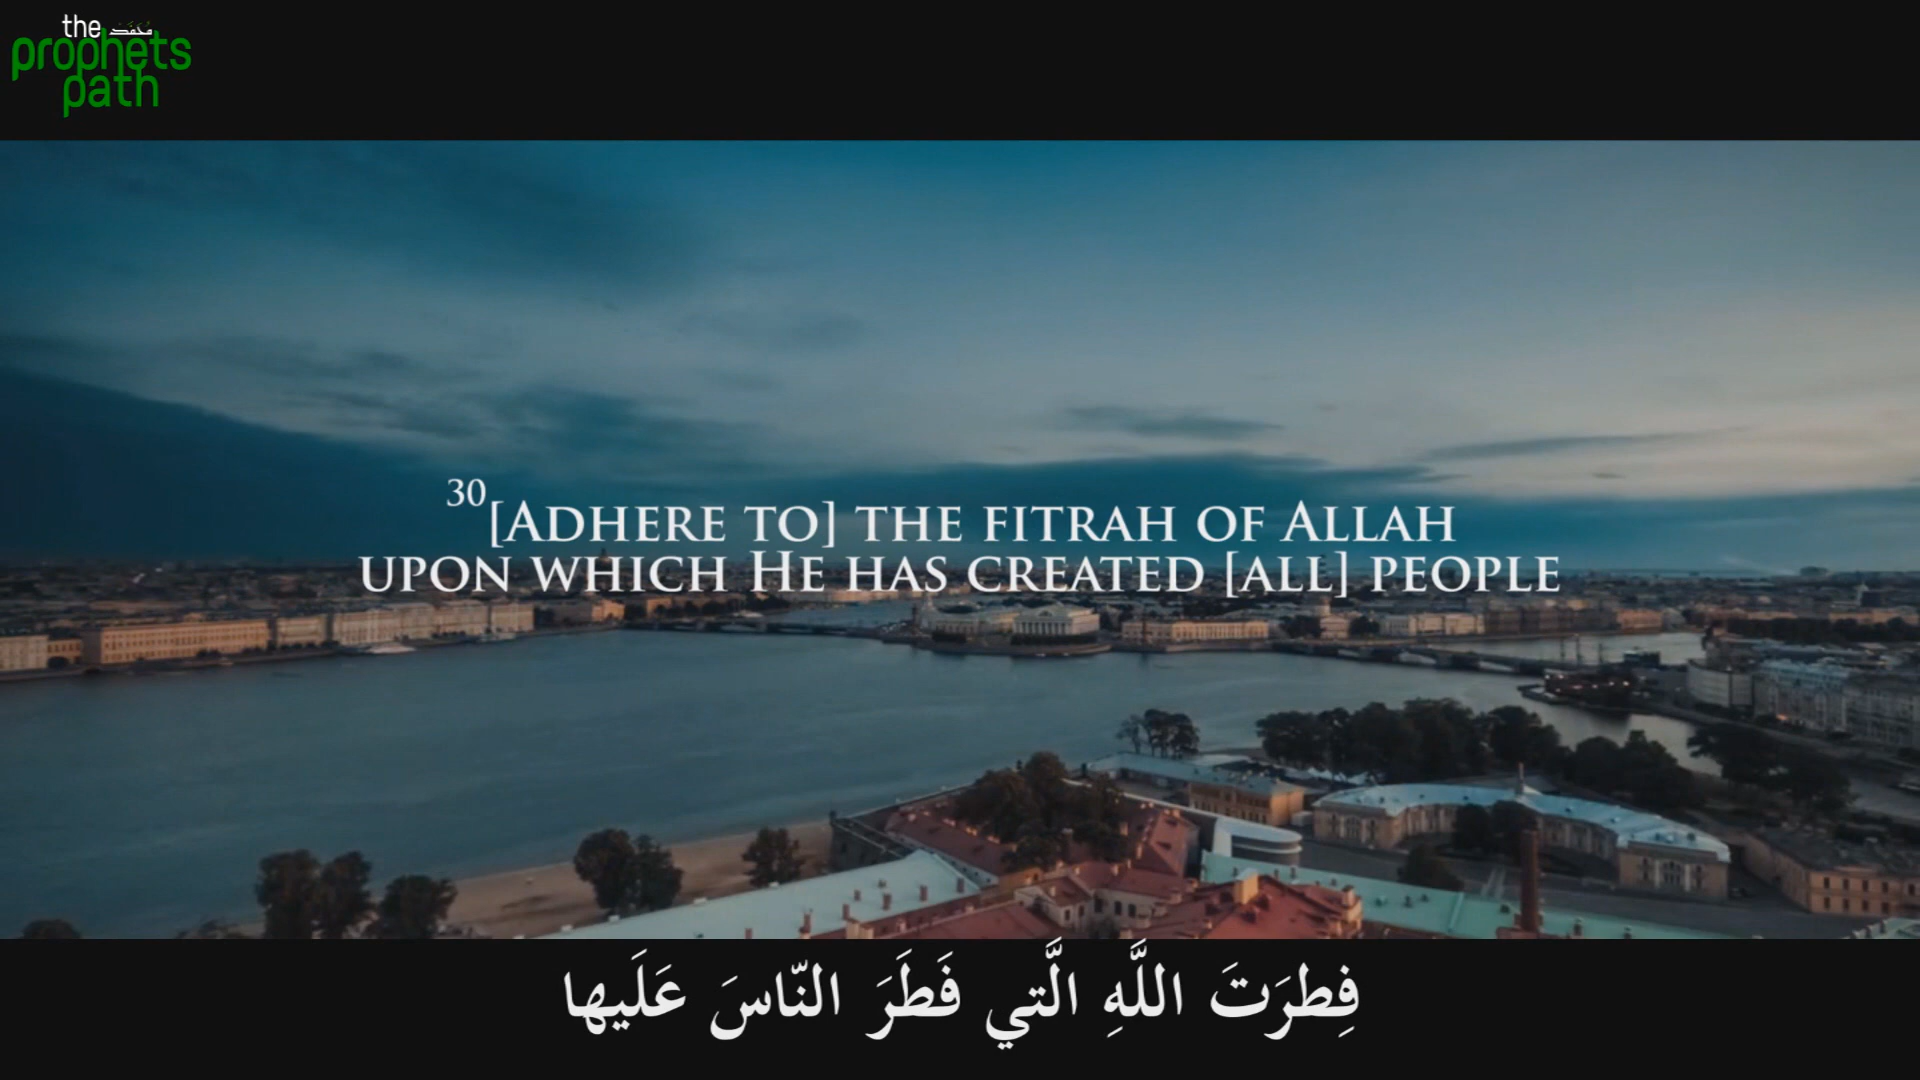 the مُحَمَّد
prophets
path
30[Adhere to] the fitrah of Allah
upon which He has created [all] people
فِطرَتَ اللَّهِ الَّتي فَطَرَ النّاسَ عَلَيها